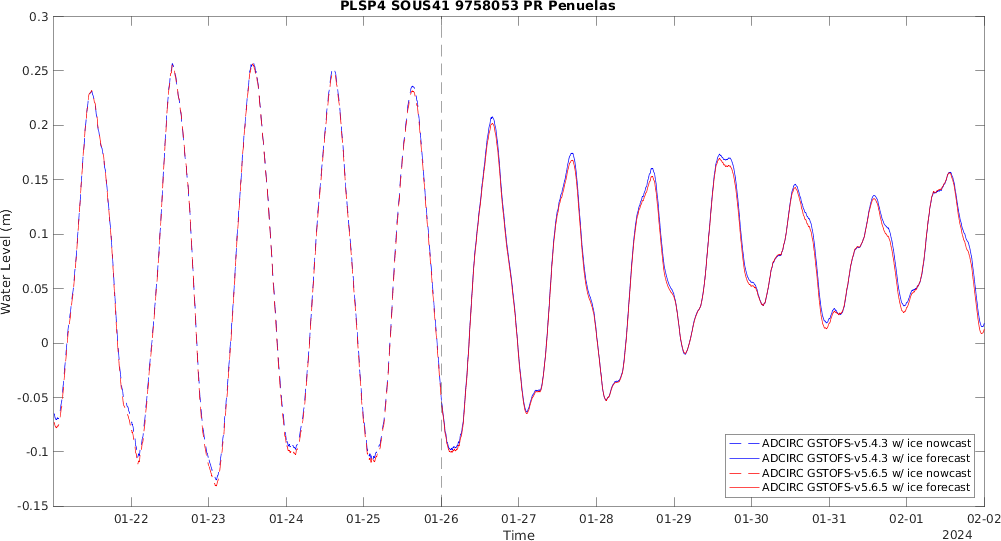 PLSP4 SOUS41 9758053 PR Penuelas
0.3
0.25
0.2
0.15
0.1
0.05
0
-0.05
-0.1
-0.15
Water Level (m)
ADCIRC GSTOFS-v5.4.3 w/ ice nowcast
ADCIRC GSTOFS-v5.4.3 w/ ice forecast
ADCIRC GSTOFS-v5.6.5 w/ ice nowcast
ADCIRC GSTOFS-v5.6.5 w/ ice forecast
01-22 01-23 01-24 01-25 01-26 01-27 01-28 01-29 01-30 01-31 02-01 02-02
Time
2024